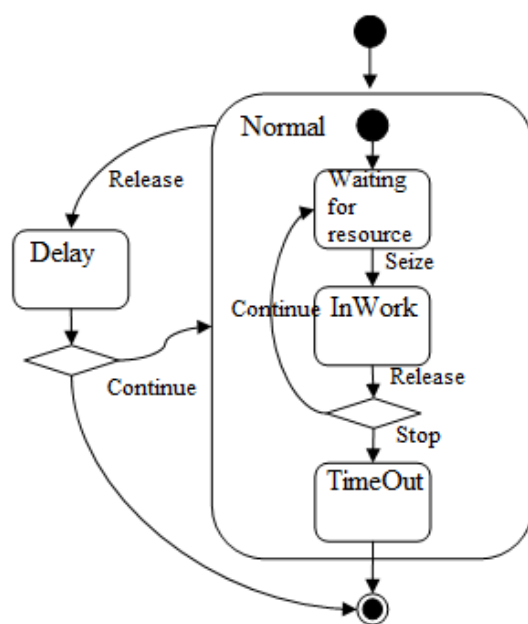 Normal
Release
Waiting
for
resource
Seize
Delay
Continue
InWork
Release
Continue
Stop
TimeOut